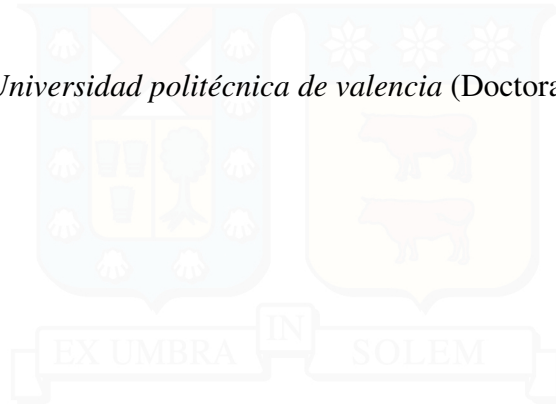 Universidad politécnica de valencia (Doctora
EX UMBRA IN SOLEM